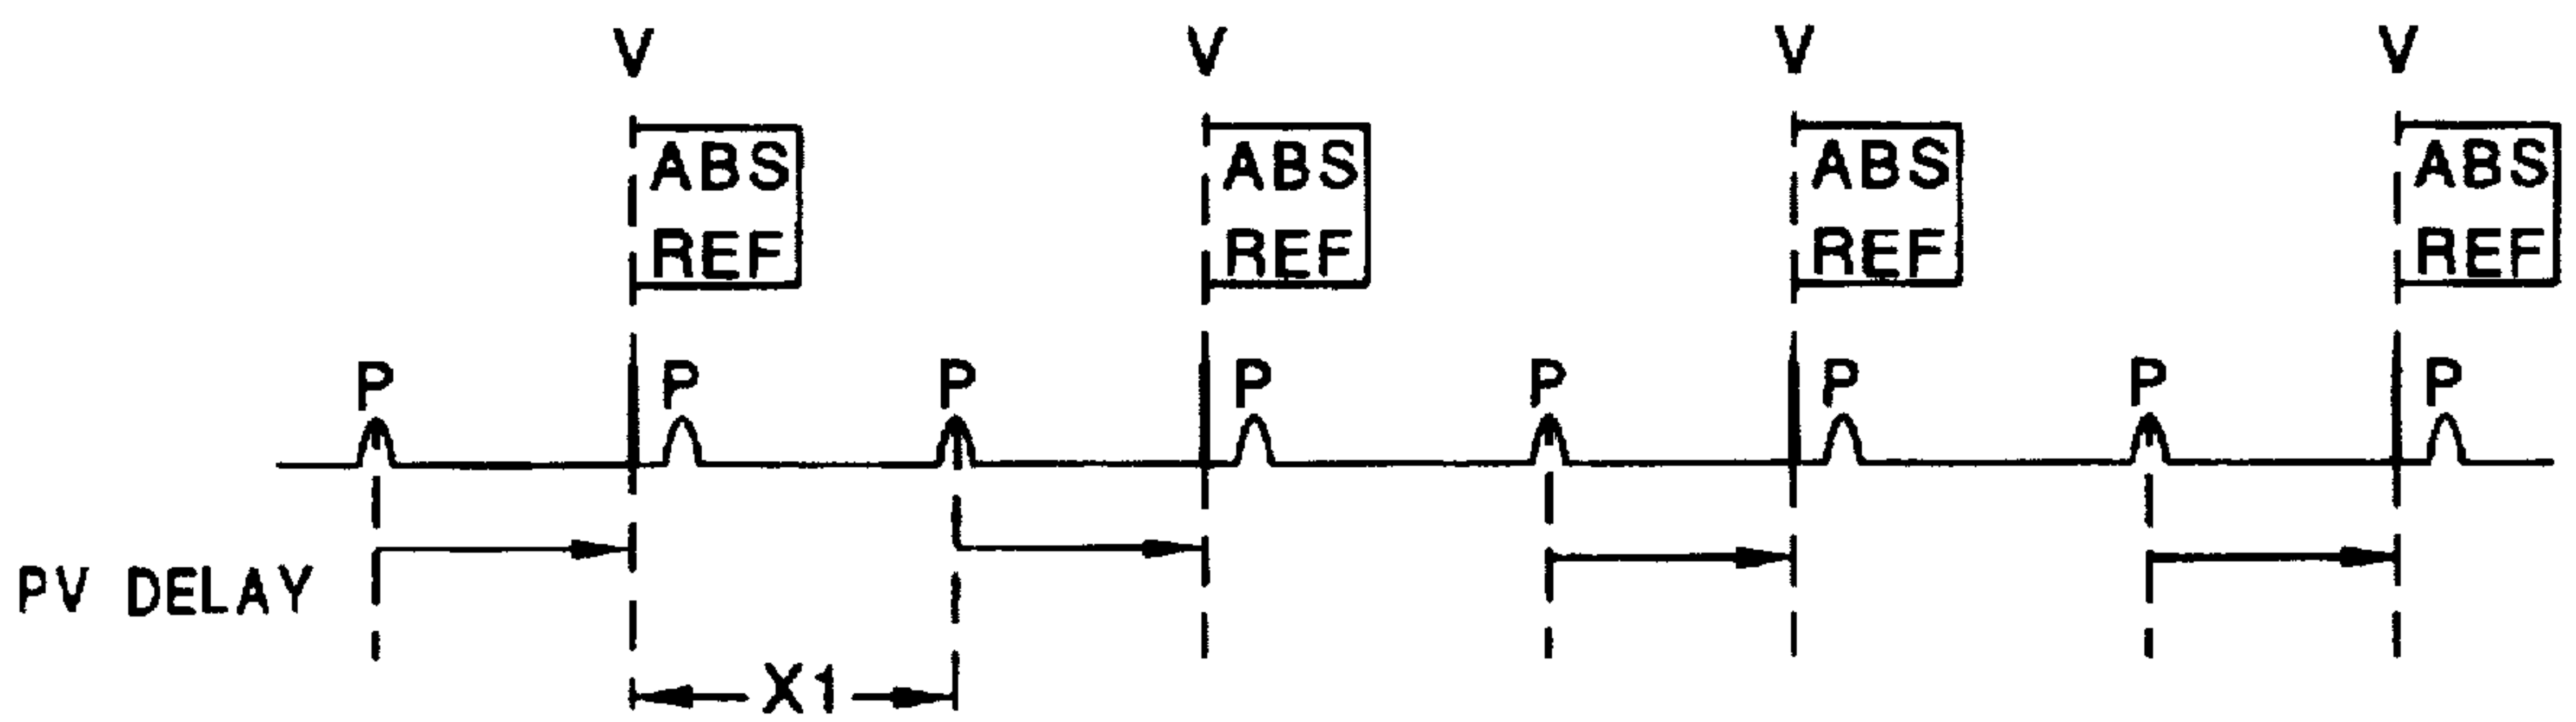 V V V V
ABS ABS ABS ABS
REF REF REF REF
P P P P P P P P
PV DELAY
X1